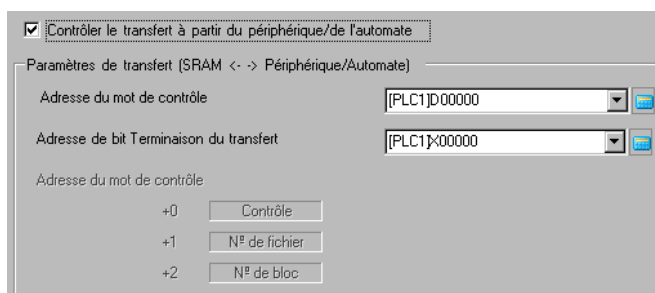 Contrôler le transfert à partir du périphérique/de l'automate
Paramètres de transfert (SRAM <- -> Périphérique/Automate)
Adresse du mot de contrôle [PLC1]D00000
Adresse de bit Terminaison du transfert [PLC1]X00000
Adresse du mot de contrôle
+0 Contrôle
+1 Nº de fichier
+2 Nº de bloc